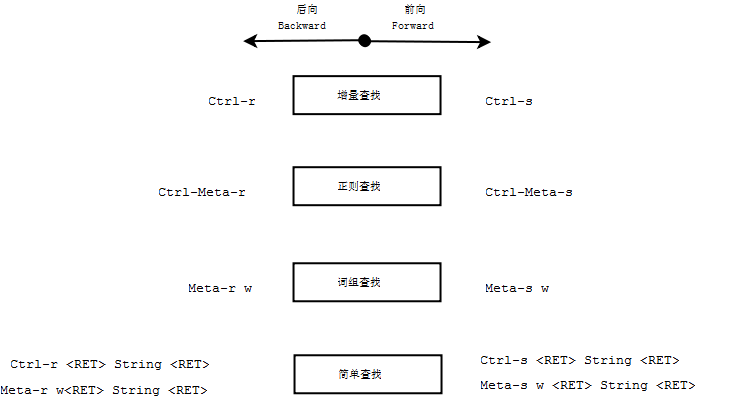 后向 前向
Backward Forward
Ctrl-r 增量查找 Ctrl-s
Ctrl-Meta-r 正则查找 Ctrl-Meta-s
Meta-r w 词组查找 Meta-s w
Ctrl-r <RET> String <RET> 简单查找 Ctrl-s <RET> String <RET>
Meta-r w<RET> String <RET> Meta-s w <RET> String <RET>